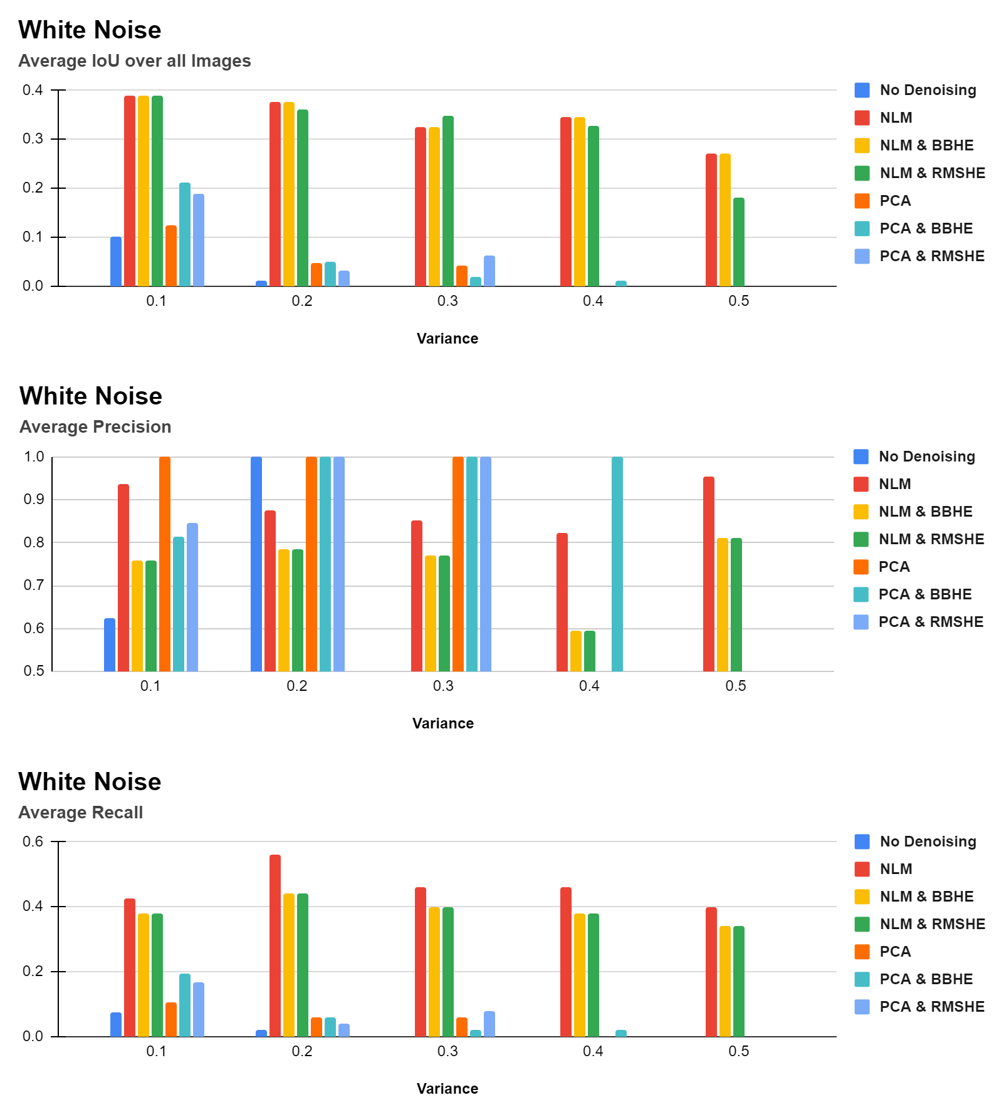 White Noise
Average IoU over all Images
0.4
0.3
0.2
0.1
0.0
0.1 0.2 0.3 0.4 0.5
Variance
No Denoising
NLM
NLM & BBHE
NLM & RMSHE
PCA
PCA & BBHE
PCA & RMSHE
White Noise
Average Precision
1.0
0.9
0.8
0.7
0.6
0.5
0.1 0.2 0.3 0.4 0.5
Variance
No Denoising
NLM
NLM & BBHE
NLM & RMSHE
PCA
PCA & BBHE
PCA & RMSHE
White Noise
Average Recall
0.6
0.4
0.2
0.0
0.1 0.2 0.3 0.4 0.5
Variance
No Denoising
NLM
NLM & BBHE
NLM & RMSHE
PCA
PCA & BBHE
PCA & RMSHE